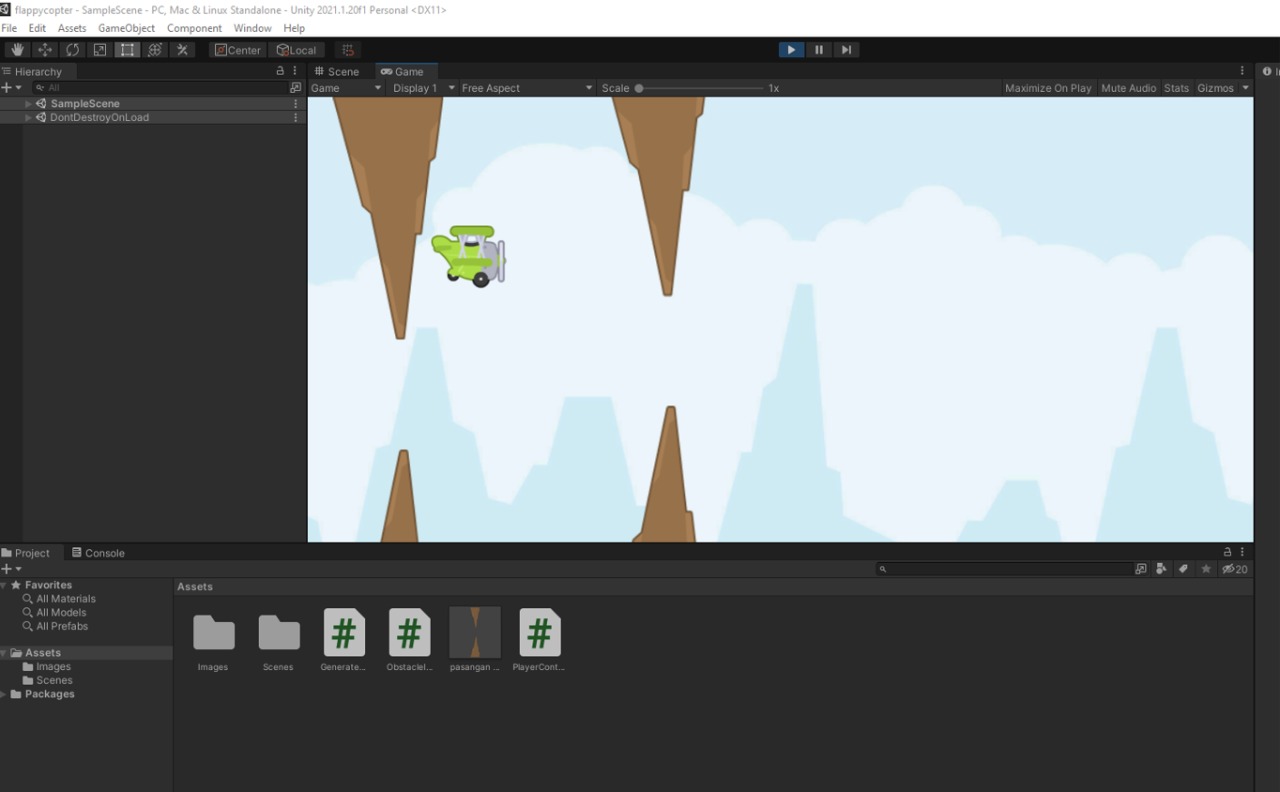 flappycopter - SampleScene - PC, Mac & Linux Standalone - Unity 2021.1.20f1 Personal <DX11>
File Edit Assets GameObject Component Window Help
Center Local
Hierarchy
All
SampleScene
DontDestroyOnLoad
Scene Game
Game Display 1 Free Aspect Scale 1x Maximize On Play Mute Audio Stats Gizmos
Project Console
20
Favorites
All Materials
All Models
All Prefabs
Assets
Images
Scenes
Packages
Assets
Images Scenes Generate... ObstacleI... pasangan ... PlayerCont...